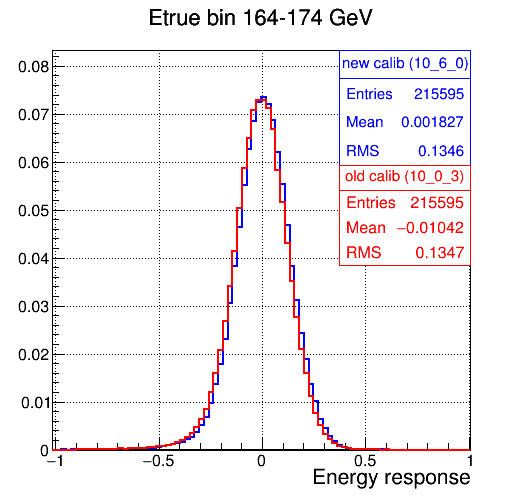 Etrue bin 164-174 GeV
new calib (10_6_0)
Entries 215595
Mean 0.001827
RMS 0.1346
old calib (10_0_3)
Entries 215595
Mean −0.01042
RMS 0.1347
0.08
0.07
0.06
0.05
0.04
0.03
0.02
0.01
0
−1 −0.5 0 0.5 1
Energy response